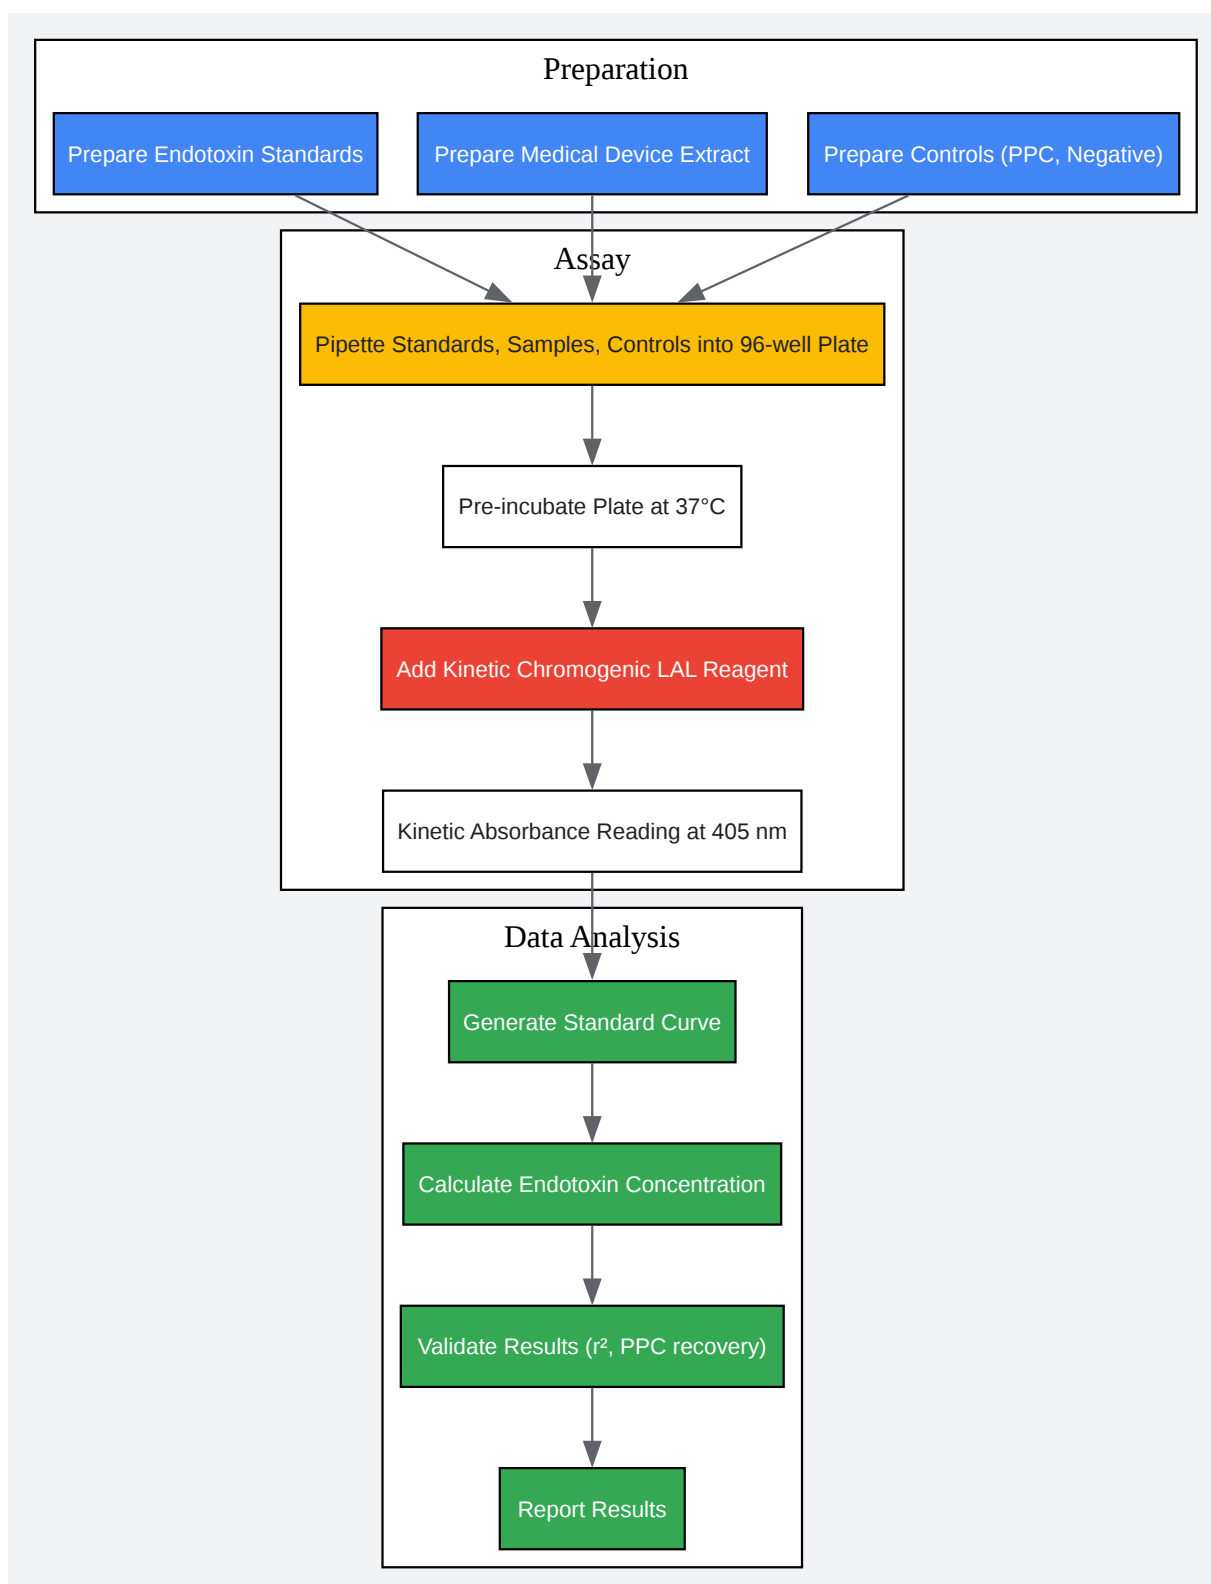 Preparation
Prepare Endotoxin Standards
Prepare Medical Device Extract
Prepare Controls (PPC, Negative)
Assay
Pipette Standards, Samples, Controls into 96-well Plate
Pre-incubate Plate at 37°C
Add Kinetic Chromogenic LAL Reagent
Kinetic Absorbance Reading at 405 nm
Data Analysis
Generate Standard Curve
Calculate Endotoxin Concentration
Validate Results (r², PPC recovery)
Report Results